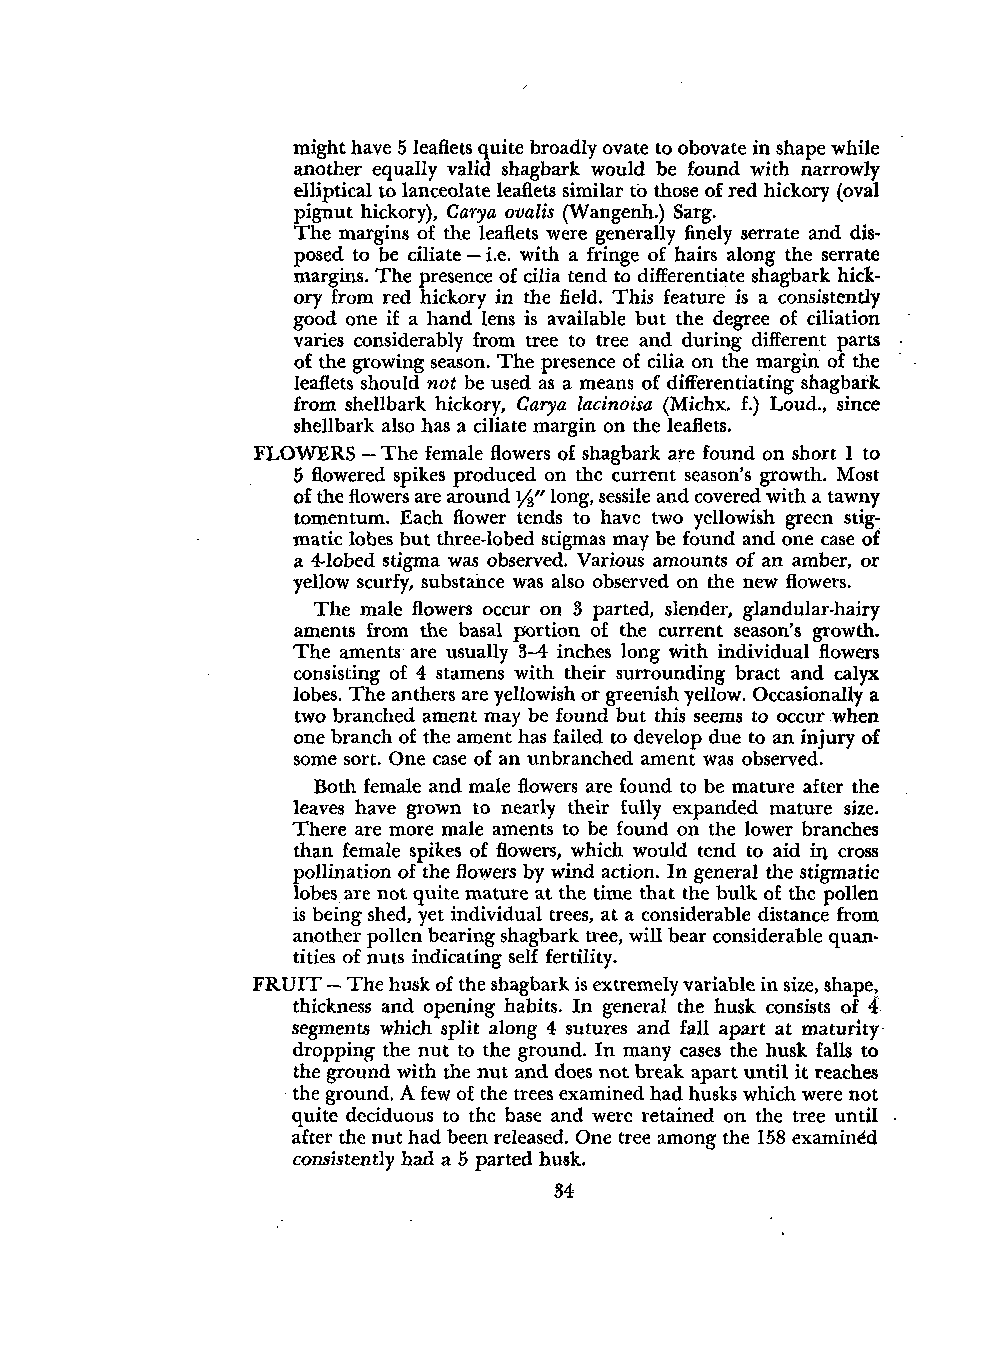 might have 5 leaflets quite broadly ovate to obovate in shape while
another equally valid shagbark would be found with narrowly
elliptical to lanceolate leaflets similar to those of red hickory (oval
pignut hickory), Carya ovalis (Wangenh.) Sarg.
The margins of the leaflets were generally finely serrate and dis-
posed to be ciliate — i.e. with a fringe of hairs along the serrate
margins. The presence of cilia tend to differentiate shagbark hick-
ory from red hickory in the field. This feature is a consistently
good one if a hand lens is available but the degree of ciliation
varies considerably from tree to tree and during different parts
of the growing season. The presence of cilia on the margin of the
leaflets should not be used as a means of differentiating shagbark
from shellbark hickory, Carya lacinoisa (Michx. f.) Loud., since
shellbark also has a ciliate margin on the leaflets.
FLOWERS — The female flowers of shagbark are found on short 1 to
5 flowered spikes produced on the current season's growth. Most
of the flowers are around ⅓" long, sessile and covered with a tawny
tomentum. Each flower tends to have two yellowish green stig-
matic lobes but three-lobed stigmas may be found and one case of
a 4-lobed stigma was observed. Various amounts of an amber, or
yellow scurfy, substance was also observed on the new flowers.
The male flowers occur on 3 parted, slender, glandular-hairy
aments from the basal portion of the current season's growth.
The aments are usually 3–4 inches long with individual flowers
consisting of 4 stamens with their surrounding bract and calyx
lobes. The anthers are yellowish or greenish yellow. Occasionally a
two branched ament may be found but this seems to occur when
one branch of the ament has failed to develop due to an injury of
some sort. One case of an unbranched ament was observed.
Both female and male flowers are found to be mature after the
leaves have grown to nearly their fully expanded mature size.
There are more male aments to be found on the lower branches
than female spikes of flowers, which would tend to aid in cross
pollination of the flowers by wind action. In general the stigmatic
lobes are not quite mature at the time that the bulk of the pollen
is being shed, yet individual trees, at a considerable distance from
another pollen bearing shagbark tree, will bear considerable quan-
tities of nuts indicating self fertility.
FRUIT — The husk of the shagbark is extremely variable in size, shape,
thickness and opening habits. In general the husk consists of 4
segments which split along 4 sutures and fall apart at maturity
dropping the nut to the ground. In many cases the husk falls to
the ground with the nut and does not break apart until it reaches
the ground. A few of the trees examined had husks which were not
quite deciduous to the base and were retained on the tree until
after the nut had been released. One tree among the 158 examined
consistently had a 5 parted husk.
34